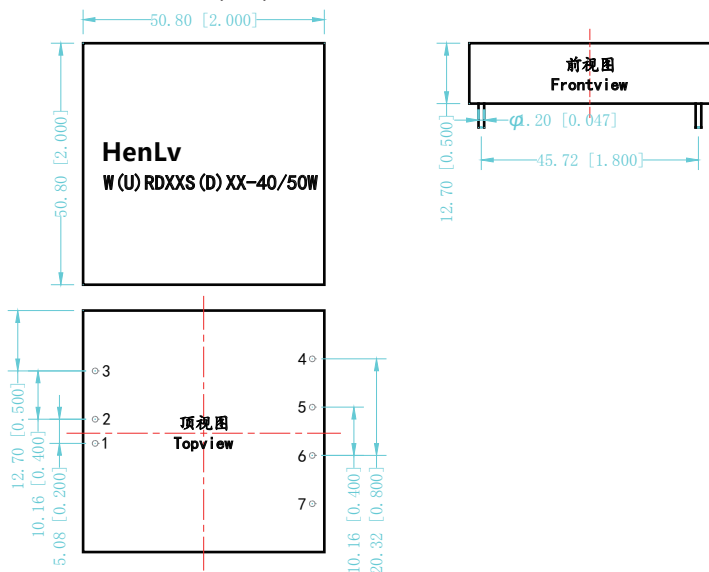 50.80 [2.000]
50.80 [2.000]
HenLv
W(U)RDXXS(D)XX-40/50W
前视图
Frontview
12.70 [0.500]
φ1.20 [0.047]
45.72 [1.800]
3
2
1
顶视图
Topview
4
5
6
7
12.70 [0.500]
10.16 [0.400]
5.08 [0.200]
10.16 [0.400]
20.32 [0.800]